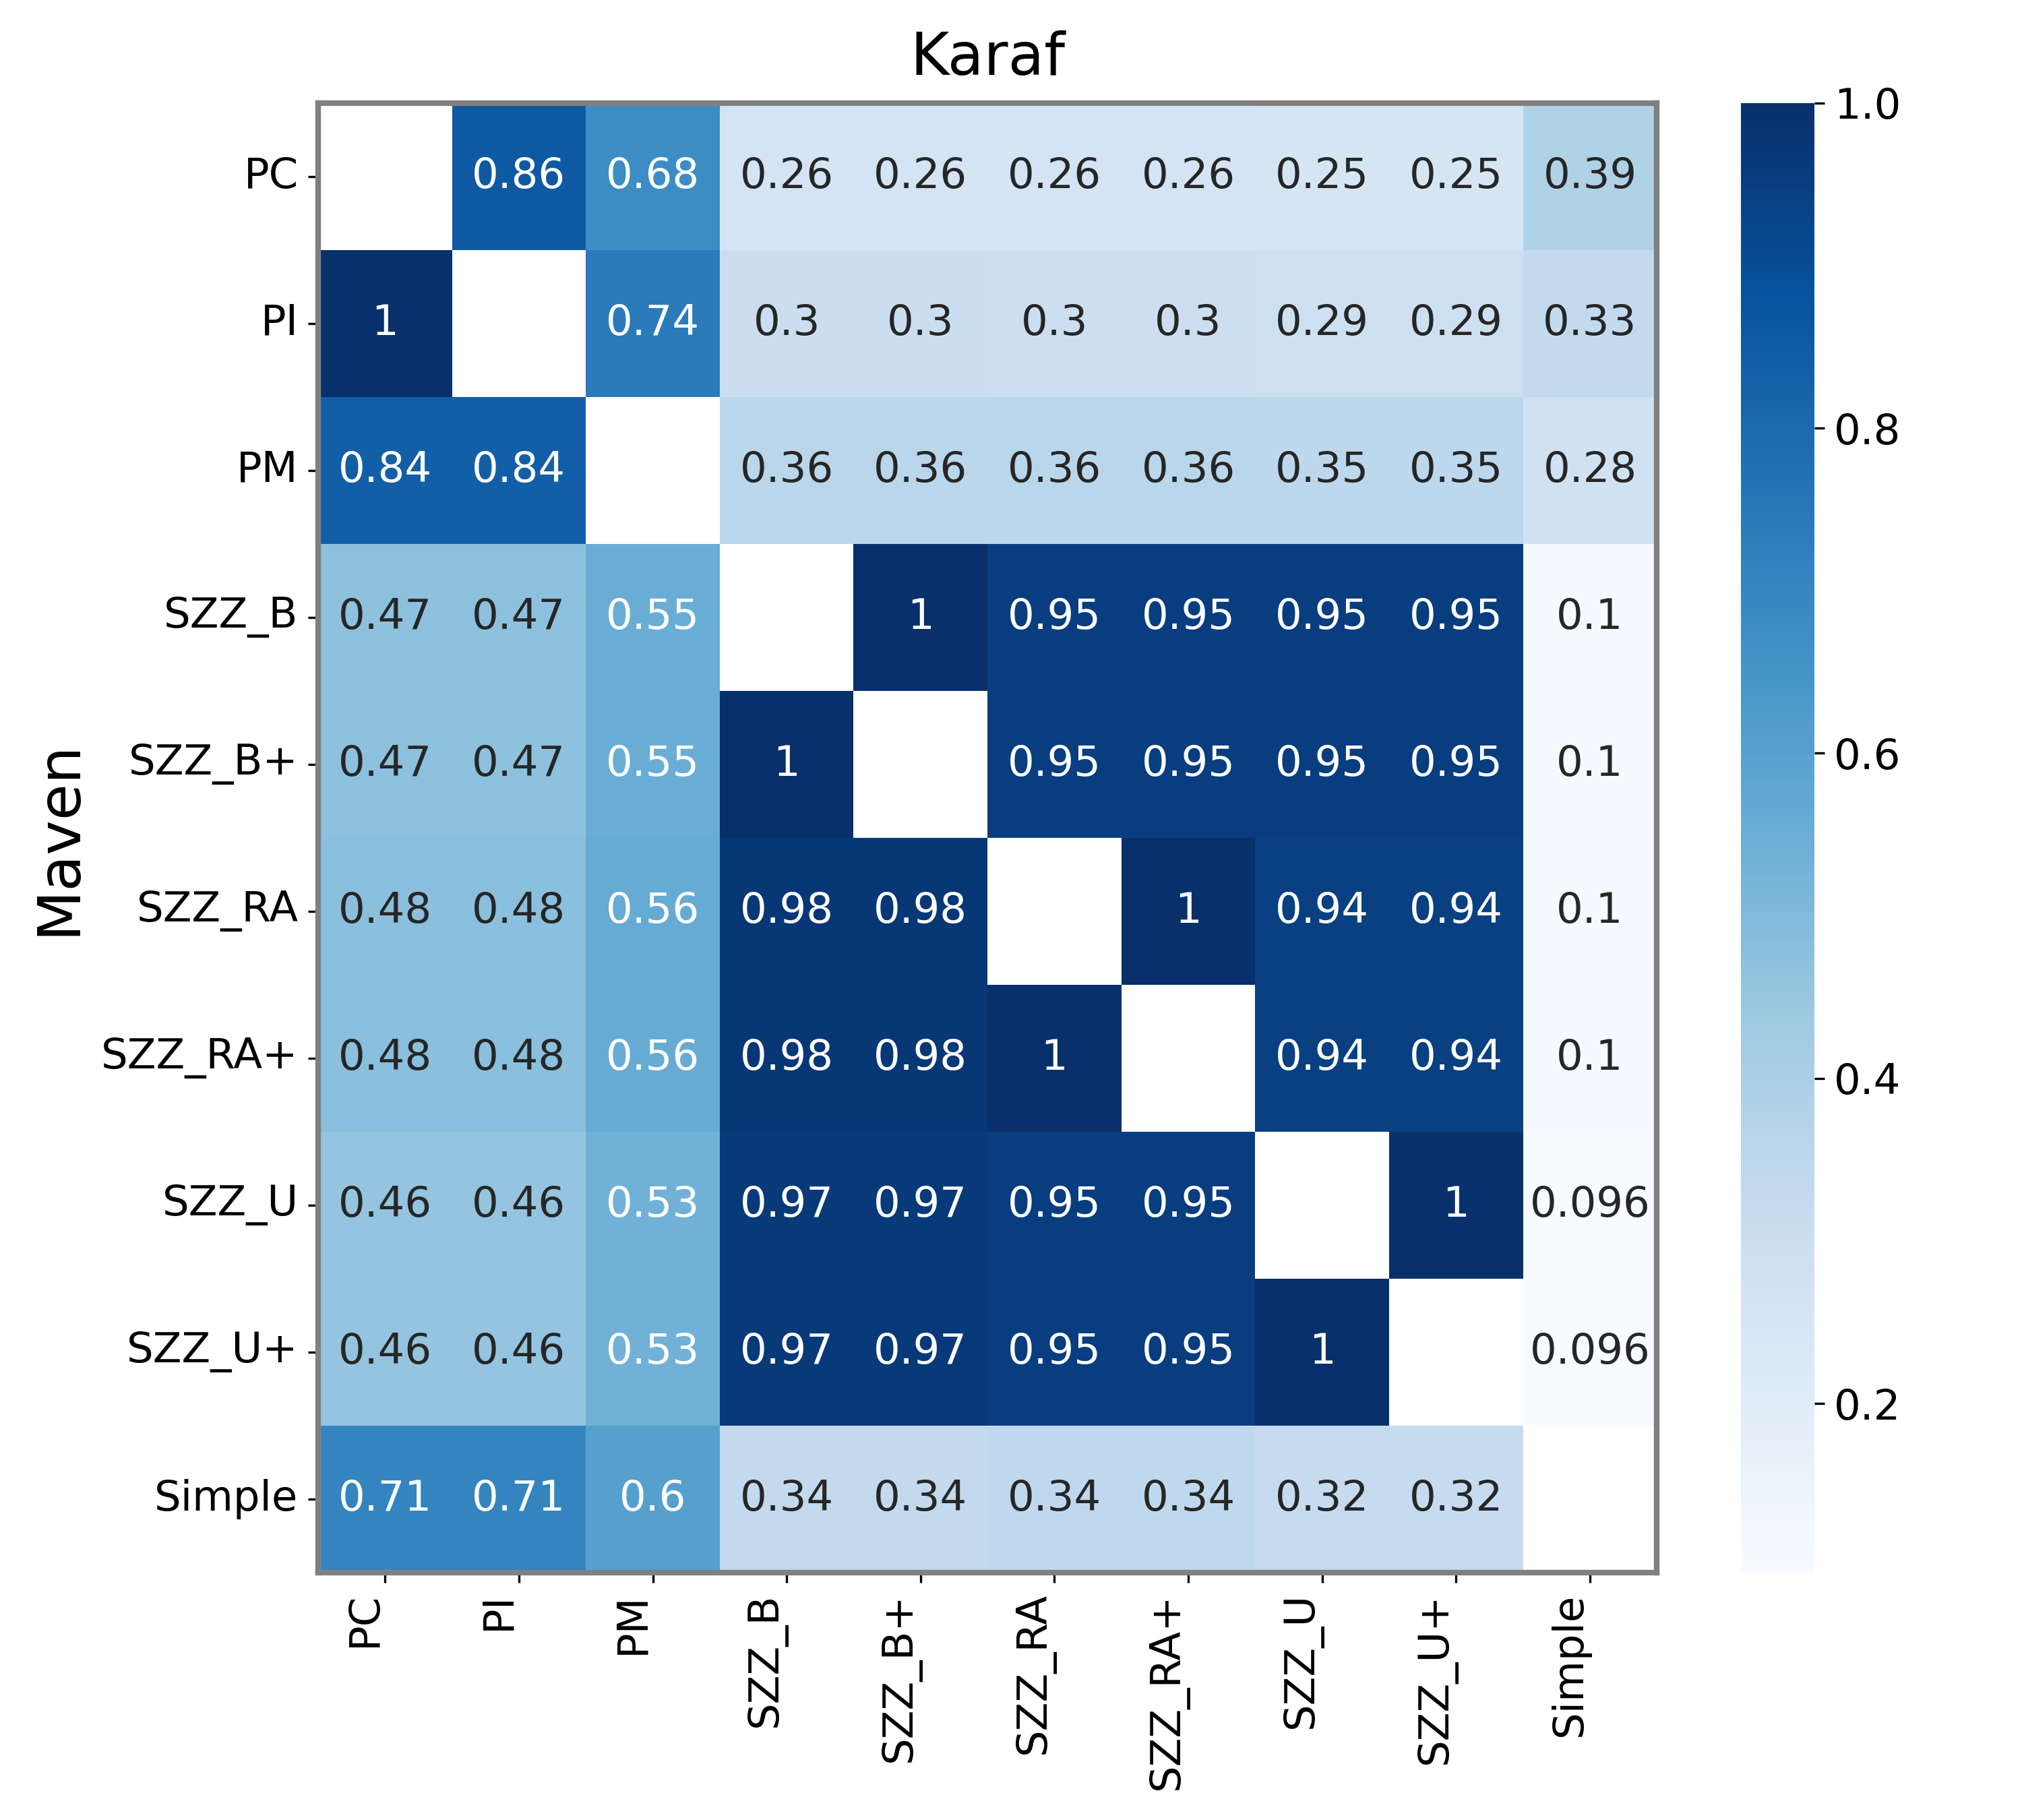 Karaf
Maven
PC 0.86 0.68 0.26 0.26 0.26 0.26 0.25 0.25 0.39
PI 1 0.74 0.3 0.3 0.3 0.3 0.29 0.29 0.33
PM 0.84 0.84 0.36 0.36 0.36 0.36 0.35 0.35 0.28
SZZ_B 0.47 0.47 0.55 1 0.95 0.95 0.95 0.95 0.1
SZZ_B+ 0.47 0.47 0.55 1 0.95 0.95 0.95 0.95 0.1
SZZ_RA 0.48 0.48 0.56 0.98 0.98 1 0.94 0.94 0.1
SZZ_RA+ 0.48 0.48 0.56 0.98 0.98 1 0.94 0.94 0.1
SZZ_U 0.46 0.46 0.53 0.97 0.97 0.95 0.95 1 0.096
SZZ_U+ 0.46 0.46 0.53 0.97 0.97 0.95 0.95 1 0.096
Simple 0.71 0.71 0.6 0.34 0.34 0.34 0.34 0.32 0.32
PC PI PM SZZ_B SZZ_B+ SZZ_RA SZZ_RA+ SZZ_U SZZ_U+ Simple
1.0
0.8
0.6
0.4
0.2